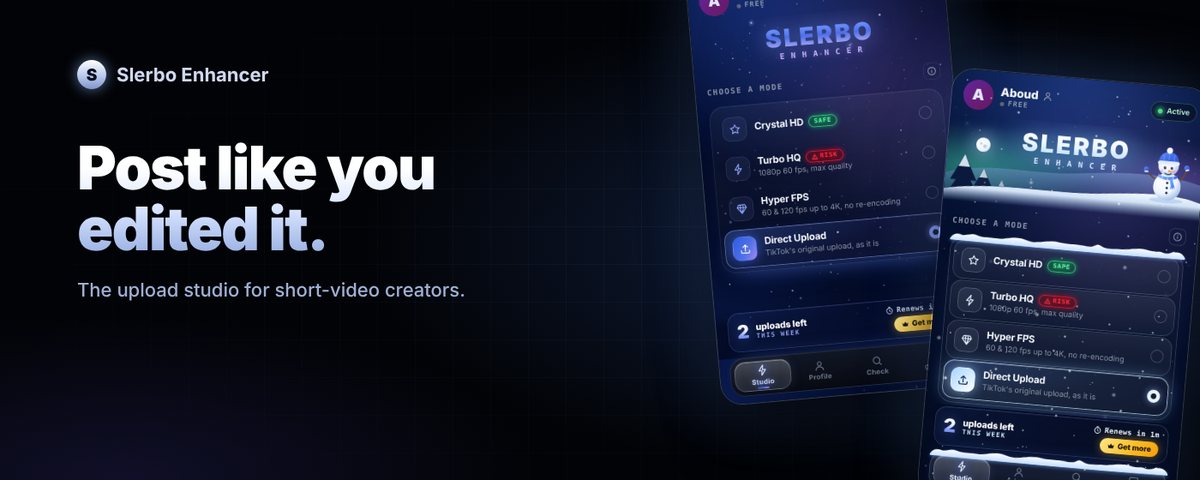 S Slerbo Enhancer
Post like you
edited it.
The upload studio for short-video creators.
A
FREE
SLERBO
ENHANCER
CHOOSE A MODE
Crystal HD SAFE
Turbo HQ RISK
1080p 60 fps, max quality
Hyper FPS
60 & 120 fps up to 4K, no re-encoding
Direct Upload
TikTok's original upload, as it is
2 uploads left
THIS WEEK
Renews
Get
Studio
Profile
Check
A Aboud
FREE
Active
SLERBO
ENHANCER
CHOOSE A MODE
Crystal HD SAFE
Turbo HQ RISK
1080p 60 fps, max quality
Hyper FPS
60 & 120 fps up to 4K, no re-encoding
Direct Upload
TikTok's original upload, as it is
2 uploads left
THIS WEEK
Renews in 1m
Get more
Studio